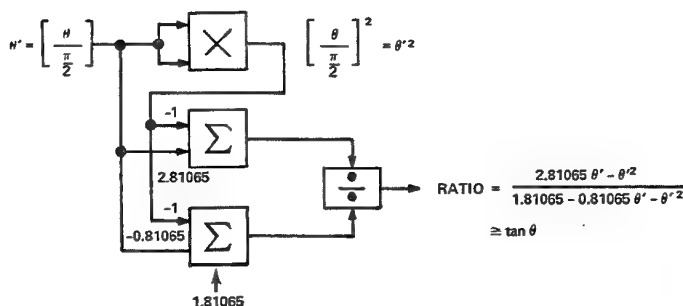 θ' = [θ / π/2]
×
[θ / π/2]² = θ'²
-1
Σ
2.81065
÷
RATIO = 2.81065 θ' - θ'² / 1.81065 - 0.81065 θ' - θ'²
≅ tan θ
-1
-0.81065
Σ
1.81065